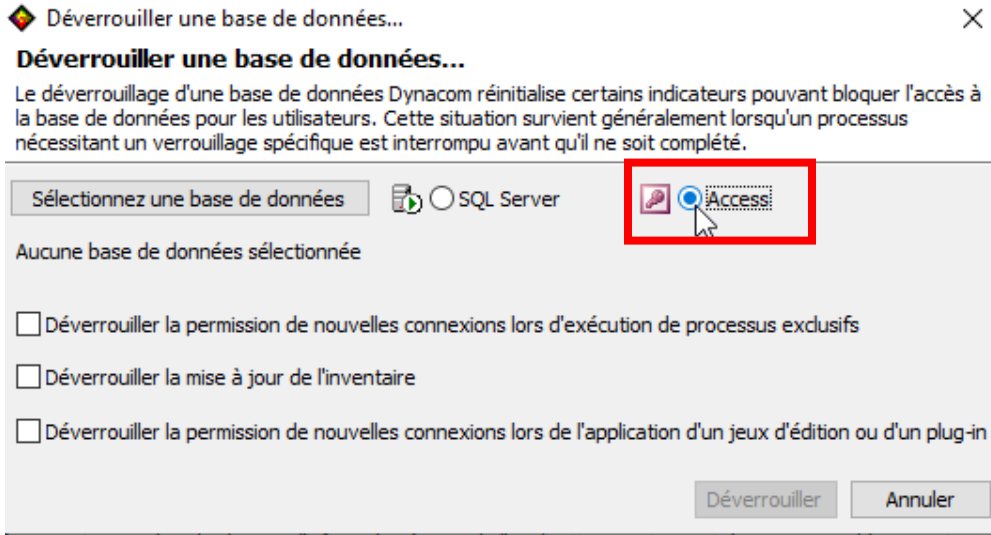 Déverrouiller une base de données...
Déverrouiller une base de données...
Le déverrouillage d'une base de données Dynacom réinitialise certains indicateurs pouvant bloquer l'accès à
la base de données pour les utilisateurs. Cette situation survient généralement lorsqu'un processus
nécessitant un verrouillage spécifique est interrompu avant qu'il ne soit complété.
Sélectionnez une base de données SQL Server Access
Aucune base de données sélectionnée
Déverrouiller la permission de nouvelles connexions lors d'exécution de processus exclusifs
Déverrouiller la mise à jour de l'inventaire
Déverrouiller la permission de nouvelles connexions lors de l'application d'un jeux d'édition ou d'un plug-in
Déverrouiller Annuler